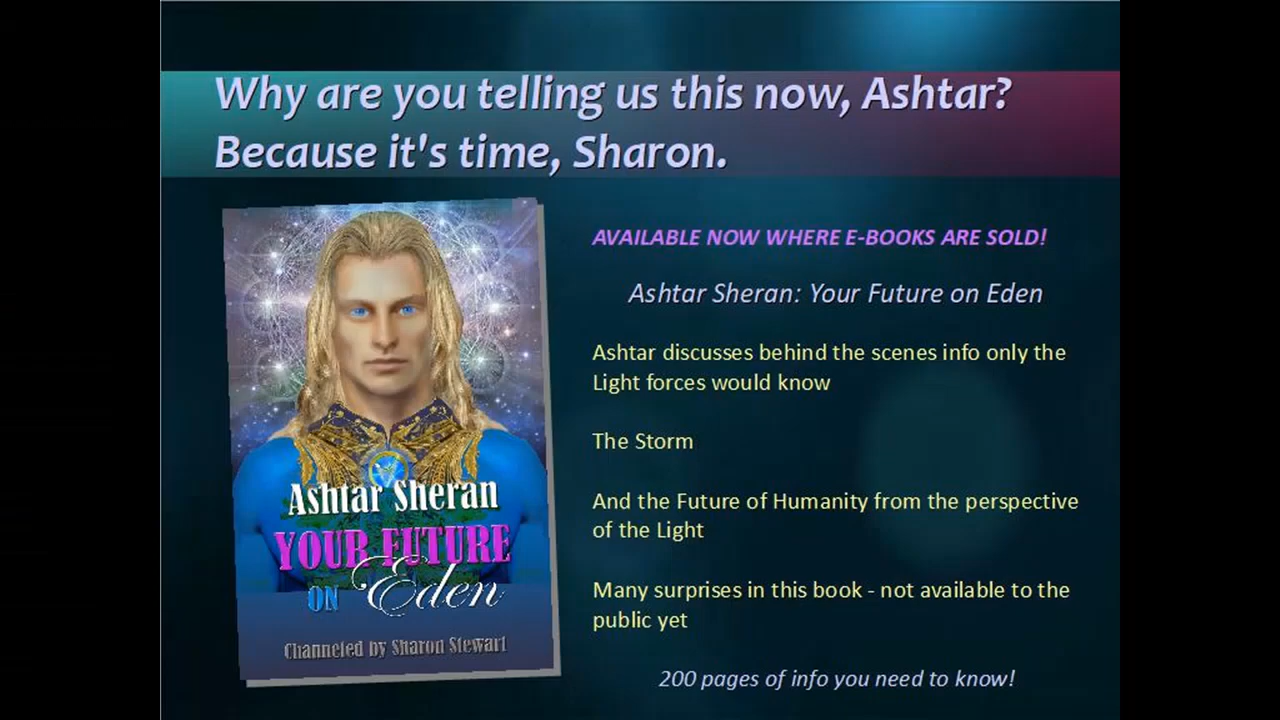 Why are you telling us this now, Ashtar?
Because it's time, Sharon.
AVAILABLE NOW WHERE E-BOOKS ARE SOLD!
Ashtar Sheran: Your Future on Eden
Ashtar discusses behind the scenes info only the
Light forces would know
The Storm
And the Future of Humanity from the perspective
of the Light
Many surprises in this book - not available to the
public yet
200 pages of info you need to know!
Ashtar Sheran
YOUR FUTURE
ON Eden
Channeled by Sharon Stewart